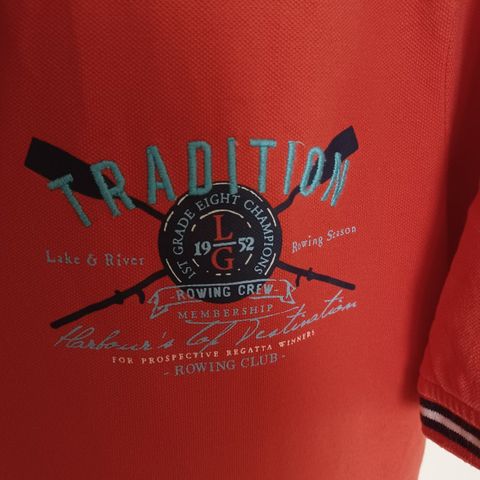 TRADITION
1ST GRADE EIGHT CHAMPIONS
Lake & River
19 L G 52
Rowing Season
- ROWING CREW -
MEMBERSHIP
Harbour's Top Destination
FOR PROSPECTIVE REGATTA WINNERS
- ROWING CLUB -